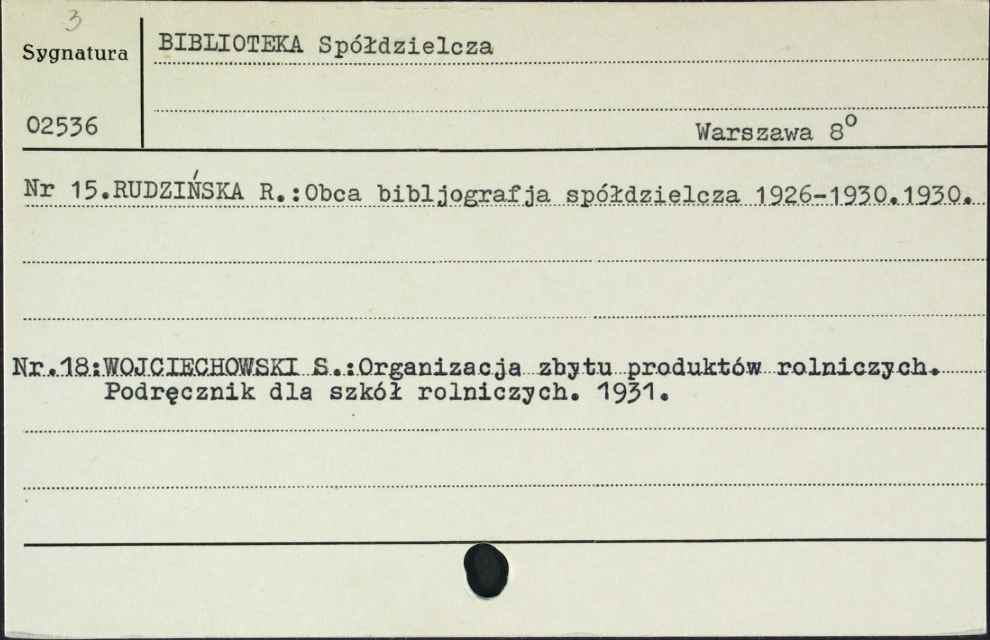 3
Sygnatura
BIBLIOTEKA Spółdzielcza
02536
Warszawa 8º
Nr 15.RUDZIŃSKA R.:Obca bibljografja spółdzielcza 1926-1930.1930.
Nr.18:WOJCIECHOWSKI S.:Organizacja zbytu produktów rolniczych.
Podręcznik dla szkół rolniczych. 1931.